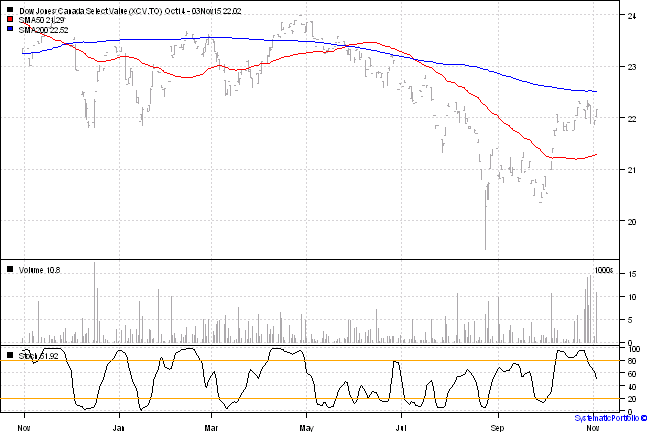 Dow Jones Canada Select Value (XCV.TO) Oct14 - 03Nov15 22.02
SMA50 21.29
SMA200 22.52
24
23
22
21
20
Volume 10.8
1000s
15
10
5
0
Stoch 51.92
100
80
60
40
20
0
Nov Jan Mar May Jul Sep Nov
SystematicPortfolio ©